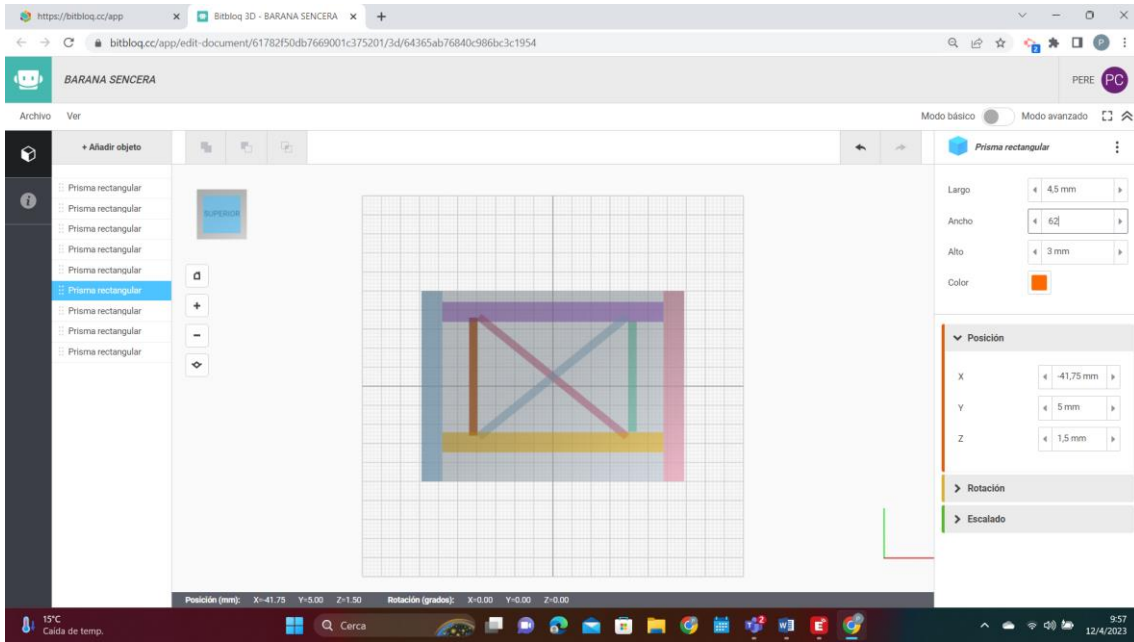 https://bitbloq.cc/app
Bitbloq 3D - BARANA SENCERA
bitbloq.cc/app/edit-document/61782f50db7669001c375201/3d/64365ab76840c986bc3c1954
2
P
BARANA SENCERA
PERE PC
Archivo Ver
Modo básico Modo avanzado
+ Añadir objeto
Prisma rectangular
Prisma rectangular
Prisma rectangular
Prisma rectangular
Prisma rectangular
Prisma rectangular
Prisma rectangular
Prisma rectangular
Prisma rectangular
SUPERIOR
Prisma rectangular
Largo 4,5 mm
Ancho 62
Alto 3 mm
Color
Posición
X -41,75 mm
Y 5 mm
Z 1,5 mm
Rotación
Escalado
Posición (mm): X=-41.75 Y=5.00 Z=1.50 Rotación (grados): X=0.00 Y=0.00 Z=0.00
15°C
Caída de temp.
Cerca
9:57
12/4/2023